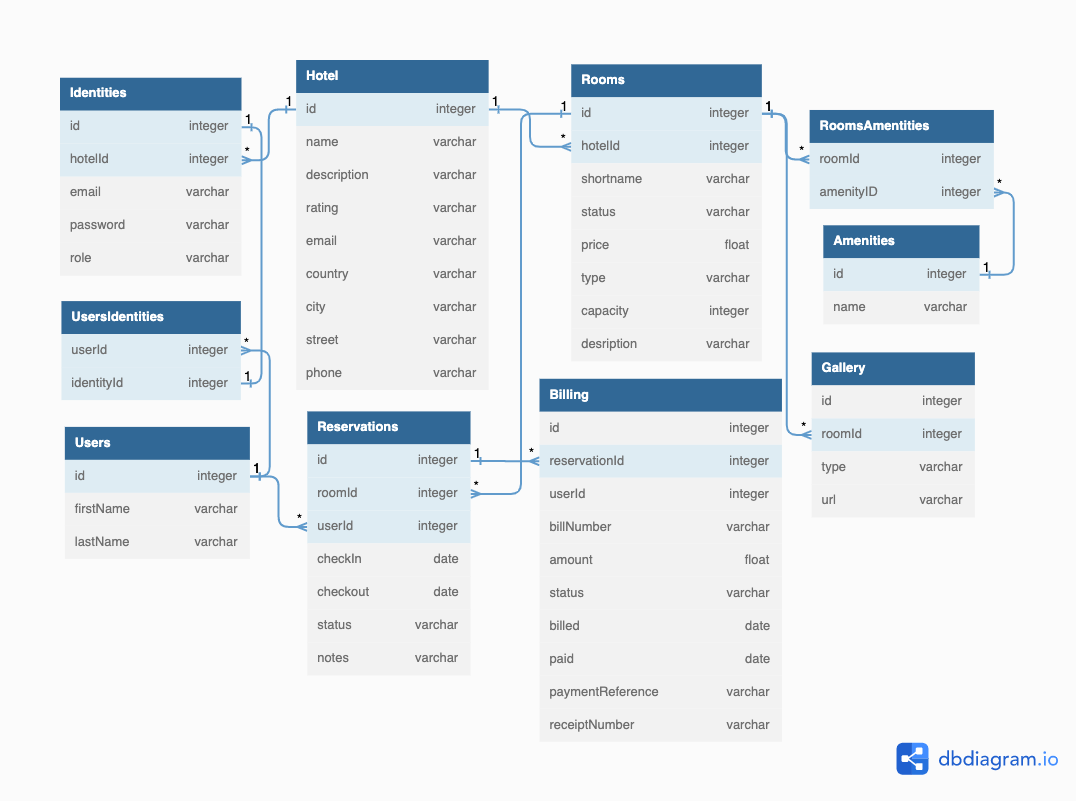 Identities
id integer
hotelId integer
email varchar
password varchar
role varchar
UsersIdentities
userId integer
identityId integer
Users
id integer
firstName varchar
lastName varchar
Hotel
id integer
name varchar
description varchar
rating varchar
email varchar
country varchar
city varchar
street varchar
phone varchar
Reservations
id integer
roomId integer
userId integer
checkIn date
checkout date
status varchar
notes varchar
Rooms
id integer
hotelId integer
shortname varchar
status varchar
price float
type varchar
capacity integer
desription varchar
Billing
id integer
reservationId integer
userId integer
billNumber varchar
amount float
status varchar
billed date
paid date
paymentReference varchar
receiptNumber varchar
RoomsAmentities
roomId integer
amenityID integer
Amenities
id integer
name varchar
Gallery
id integer
roomId integer
type varchar
url varchar
1
*
1
*
1
1
*
1
*
1
*
1
*
1
*
*
1
*
dbdiagram.io